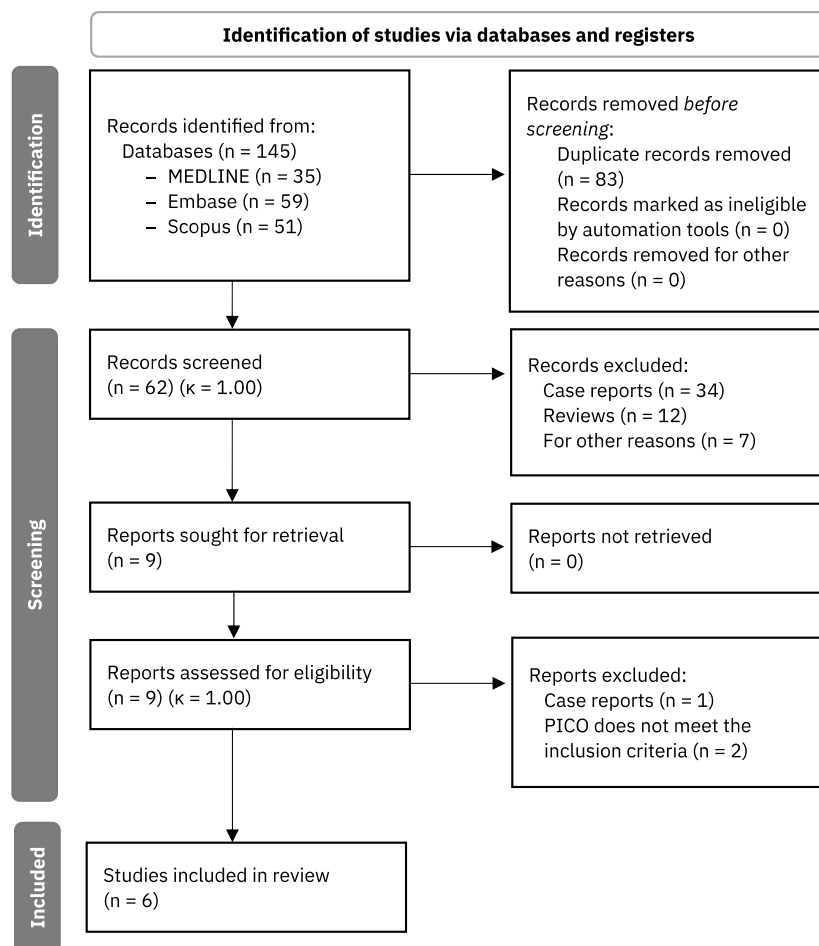 Identification of studies via databases and registers
Identification
Records identified from:
Databases (n = 145)
– MEDLINE (n = 35)
– Embase (n = 59)
– Scopus (n = 51)
Records removed before
screening:
Duplicate records removed
(n = 83)
Records marked as ineligible
by automation tools (n = 0)
Records removed for other
reasons (n = 0)
Screening
Records screened
(n = 62) (κ = 1.00)
Records excluded:
Case reports (n = 34)
Reviews (n = 12)
For other reasons (n = 7)
Reports sought for retrieval
(n = 9)
Reports not retrieved
(n = 0)
Reports assessed for eligibility
(n = 9) (κ = 1.00)
Reports excluded:
Case reports (n = 1)
PICO does not meet the
inclusion criteria (n = 2)
Included
Studies included in review
(n = 6)